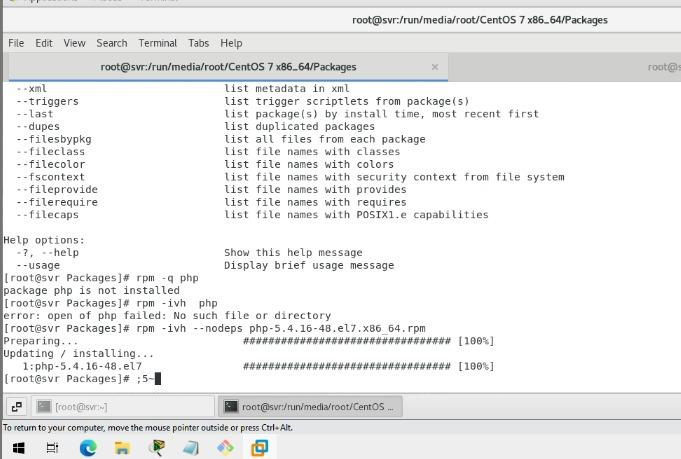 Applications Places Terminal
root@svr:/run/media/root/CentOS 7 x86_64/Packages
File Edit View Search Terminal Tabs Help
root@svr:/run/media/root/CentOS 7 x86_64/Packages × root@s
--xml list metadata in xml
--triggers list trigger scriptlets from package(s)
--last list package(s) by install time, most recent first
--dupes list duplicated packages
--filesbypkg list all files from each package
--fileclass list file names with classes
--filecolor list file names with colors
--fscontext list file names with security context from file system
--fileprovide list file names with provides
--filerequire list file names with requires
--filecaps list file names with POSIX1.e capabilities
Help options:
-?, --help Show this help message
--usage Display brief usage message
[root@svr Packages]# rpm -q php
package php is not installed
[root@svr Packages]# rpm -ivh  php
error: open of php failed: No such file or directory
[root@svr Packages]# rpm -ivh --nodeps php-5.4.16-48.el7.x86_64.rpm
Preparing... ################################# [100%]
Updating / installing...
1:php-5.4.16-48.el7 ################################# [100%]
[root@svr Packages]# ;5~
[root@svr:~] root@svr:/run/media/root/CentOS ...
To return to your computer, move the mouse pointer outside or press Ctrl+Alt.